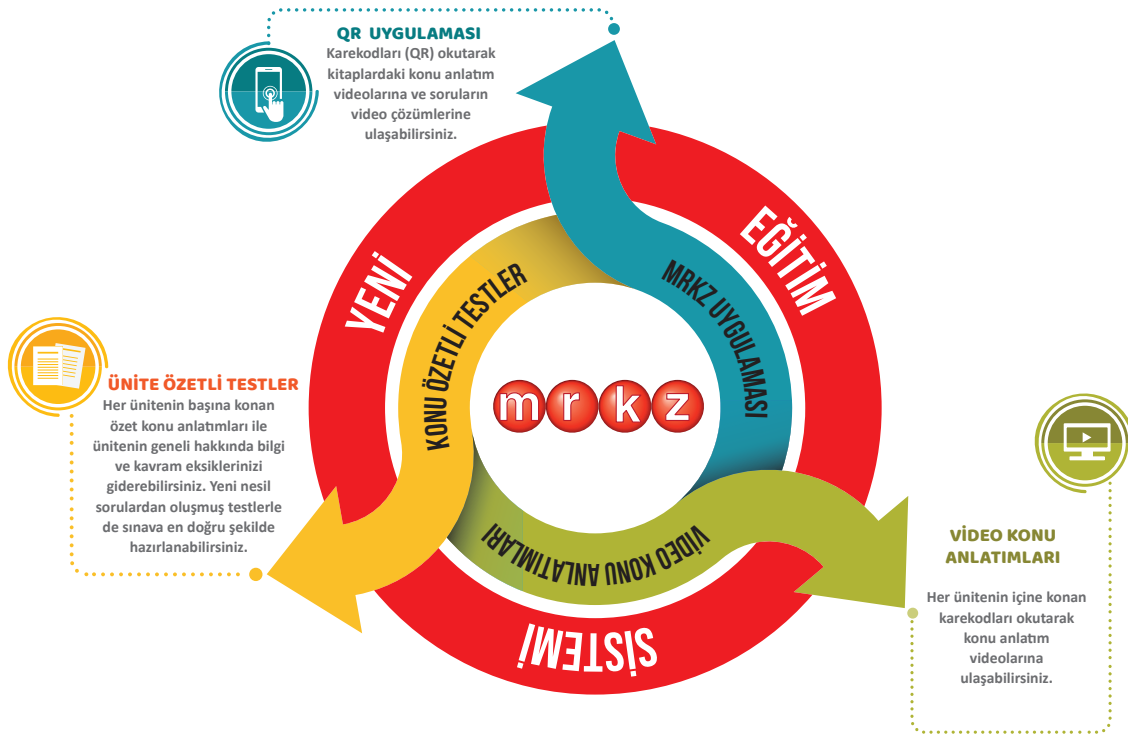 QR UYGULAMASI
Karekodları (QR) okutarak
kitaplardaki konu anlatım
videolarına ve soruların
video çözümlerine
ulaşabilirsiniz.
YENİ
EĞİTİM
SİSTEMİ
KONU ÖZETLİ TESTLER
MRKZ UYGULAMASI
VİDEO KONU ANLATIMLARI
mrkz
ÜNİTE ÖZETLİ TESTLER
Her ünitenin başına konan
özet konu anlatımları ile
ünitenin geneli hakkında bilgi
ve kavram eksiklerinizi
giderebilirsiniz. Yeni nesil
sorulardan oluşmuş testlerle
de sınava en doğru şekilde
hazırlanabilirsiniz.
VİDEO KONU
ANLATIMLARI
Her ünitenin içine konan
karekodları okutarak
konu anlatım
videolarına
ulaşabilirsiniz.